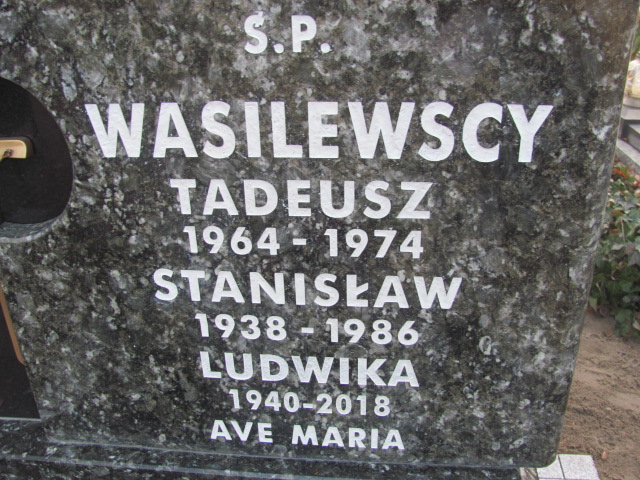 Ś.P.
WASILEWSCY
TADEUSZ
1964 - 1974
STANISŁAW
1938 - 1986
LUDWIKA
1940-2018
AVE MARIA